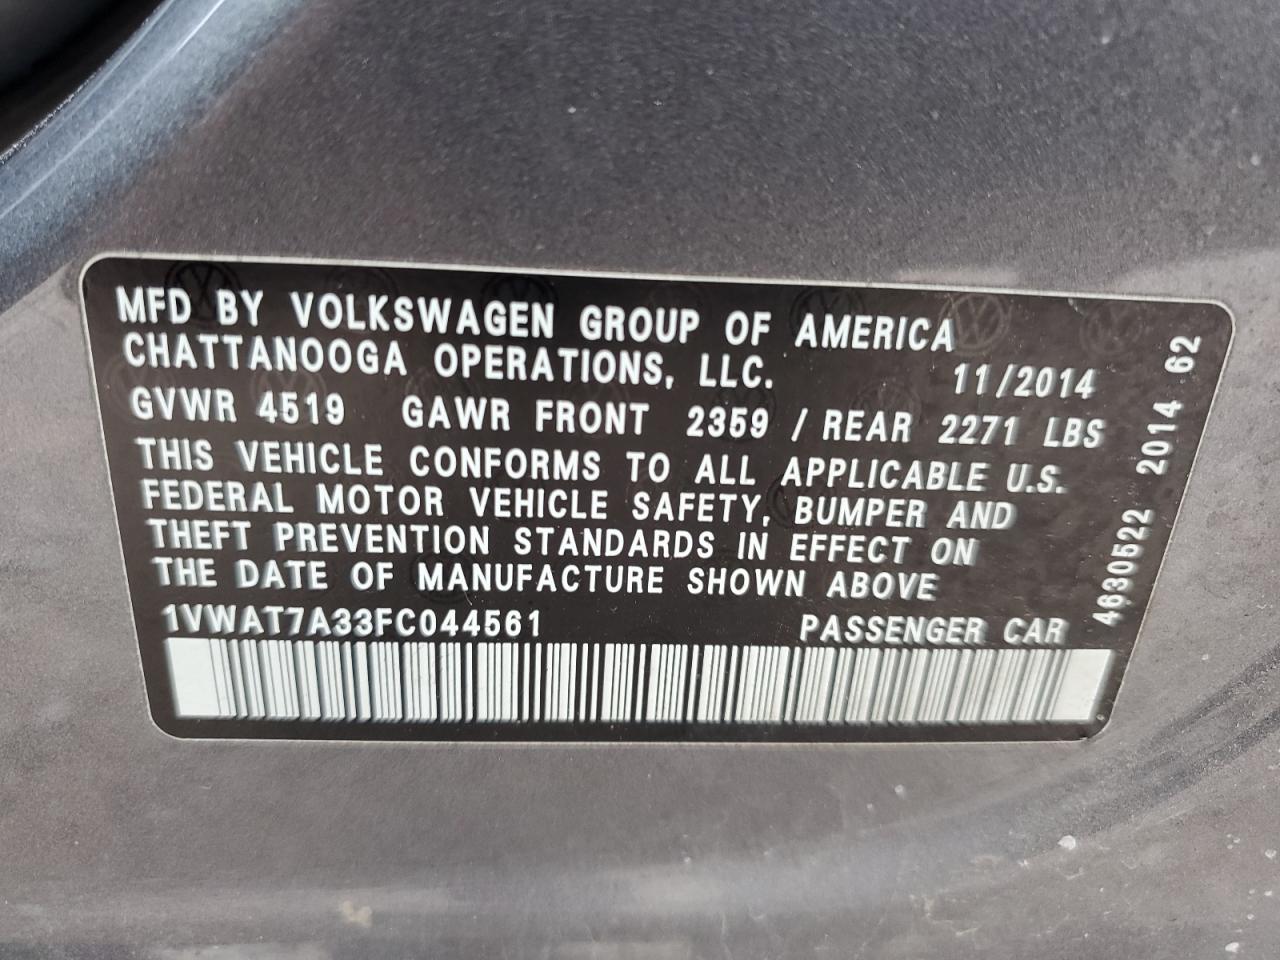 MFD BY VOLKSWAGEN GROUP OF AMERICA
CHATTANOOGA OPERATIONS, LLC. 11/2014
GVWR 4519 GAWR FRONT 2359 / REAR 2271 LBS
THIS VEHICLE CONFORMS TO ALL APPLICABLE U.S.
FEDERAL MOTOR VEHICLE SAFETY, BUMPER AND
THEFT PREVENTION STANDARDS IN EFFECT ON
THE DATE OF MANUFACTURE SHOWN ABOVE
1VWAT7A33FC044561 PASSENGER CAR
4630522 2014 62